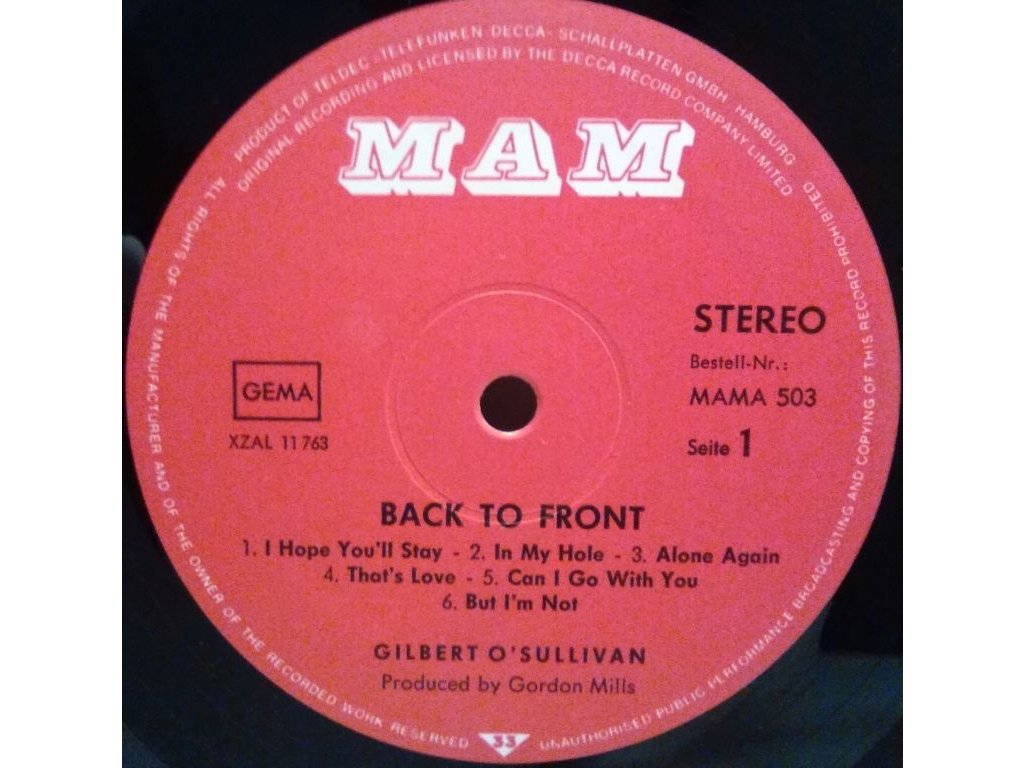 PRODUCT OF TELDEC-TELEFUNKEN DECCA-SCHALLPLATTEN GMBH, HAMBURG
ORIGINAL RECORDING AND LICENSED BY THE DECCA RECORD COMPANY LIMITED
MAM
STEREO
Bestell-Nr.:
MAMA 503
Seite 1
GEMA
XZAL 11 763
BACK TO FRONT
1. I Hope You'll Stay - 2. In My Hole - 3. Alone Again
4. That's Love - 5. Can I Go With You
6. But I'm Not
GILBERT O'SULLIVAN
Produced by Gordon Mills
ALL RIGHTS OF THE MANUFACTURER AND OF THE OWNER OF THE RECORDED WORK RESERVED
33
UNAUTHORISED PUBLIC PERFORMANCE BROADCASTING AND COPYING OF THIS RECORD PROHIBITED